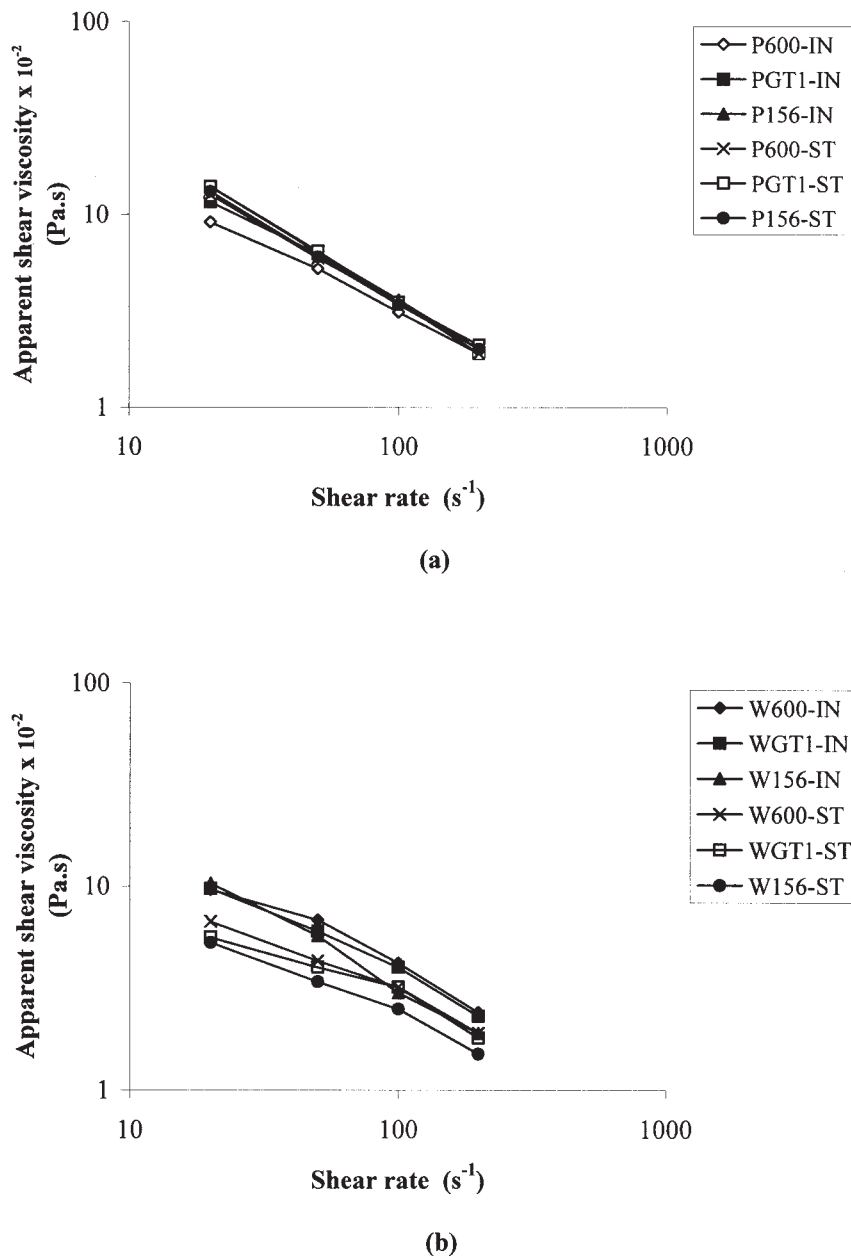 100
10
1
10
100
1000
Apparent shear viscosity x 10-2
(Pa.s)
Shear rate (s-1)
P600-IN
PGT1-IN
P156-IN
P600-ST
PGT1-ST
P156-ST
(a)
100
10
1
10
100
1000
Apparent shear viscosity x 10-2
(Pa.s)
Shear rate (s-1)
W600-IN
WGT1-IN
W156-IN
W600-ST
WGT1-ST
W156-ST
(b)